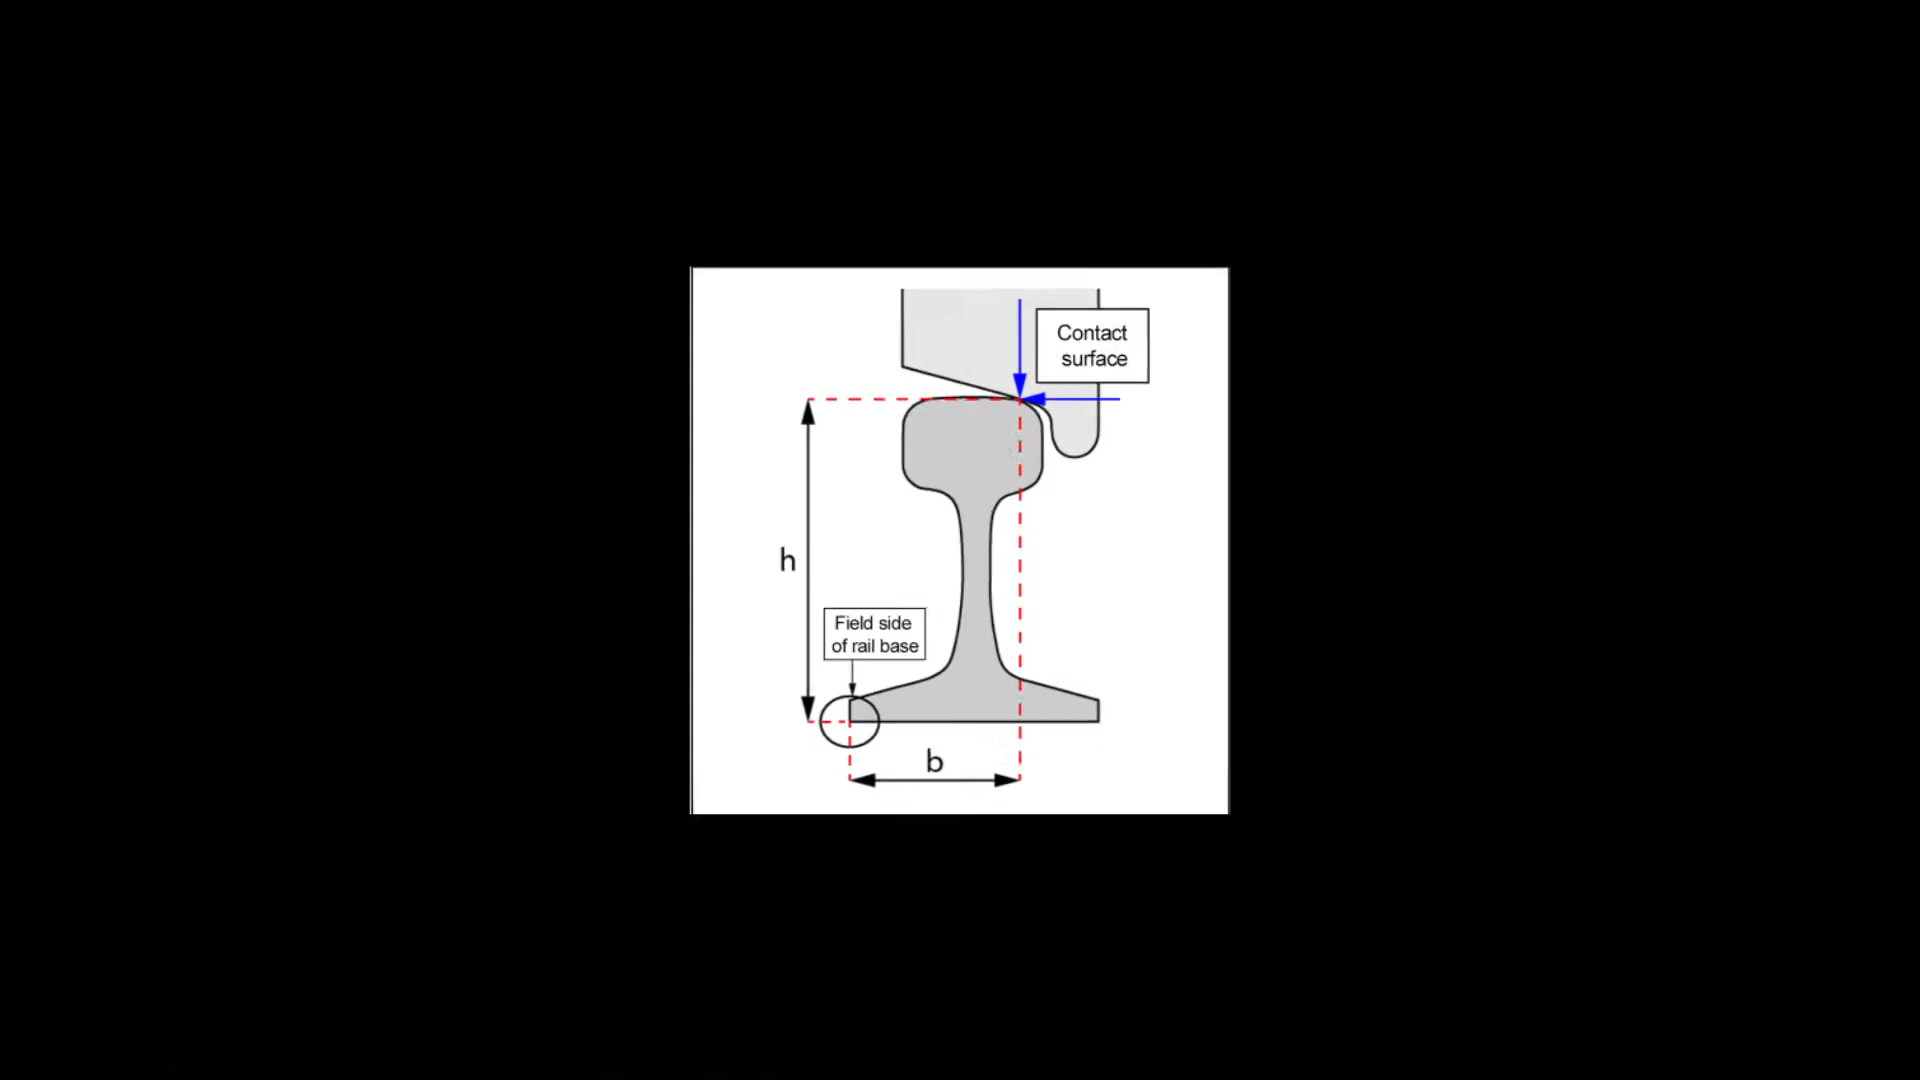 Contact
surface
h
Field side
of rail base
b